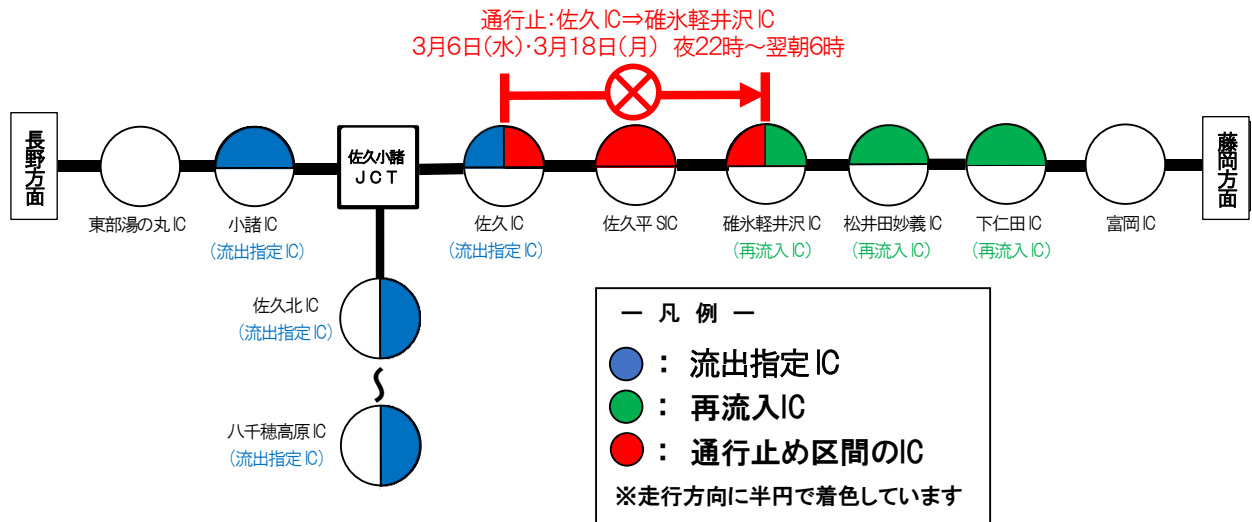 通行止:佐久IC⇒碓氷軽井沢IC
3月6日(水)・3月18日(月) 夜22時～翌朝6時
長野方面
佐久小諸
JCT
藤岡方面
東部湯の丸IC
小諸IC
(流出指定IC)
佐久IC
(流出指定IC)
佐久平SIC
碓氷軽井沢IC
(再流入IC)
松井田妙義IC
(再流入IC)
下仁田IC
(再流入IC)
富岡IC
佐久北IC
(流出指定IC)
八千穂高原IC
(流出指定IC)
― 凡 例 ―
: 流出指定IC
: 再流入IC
: 通行止め区間のIC
※走行方向に半円で着色しています